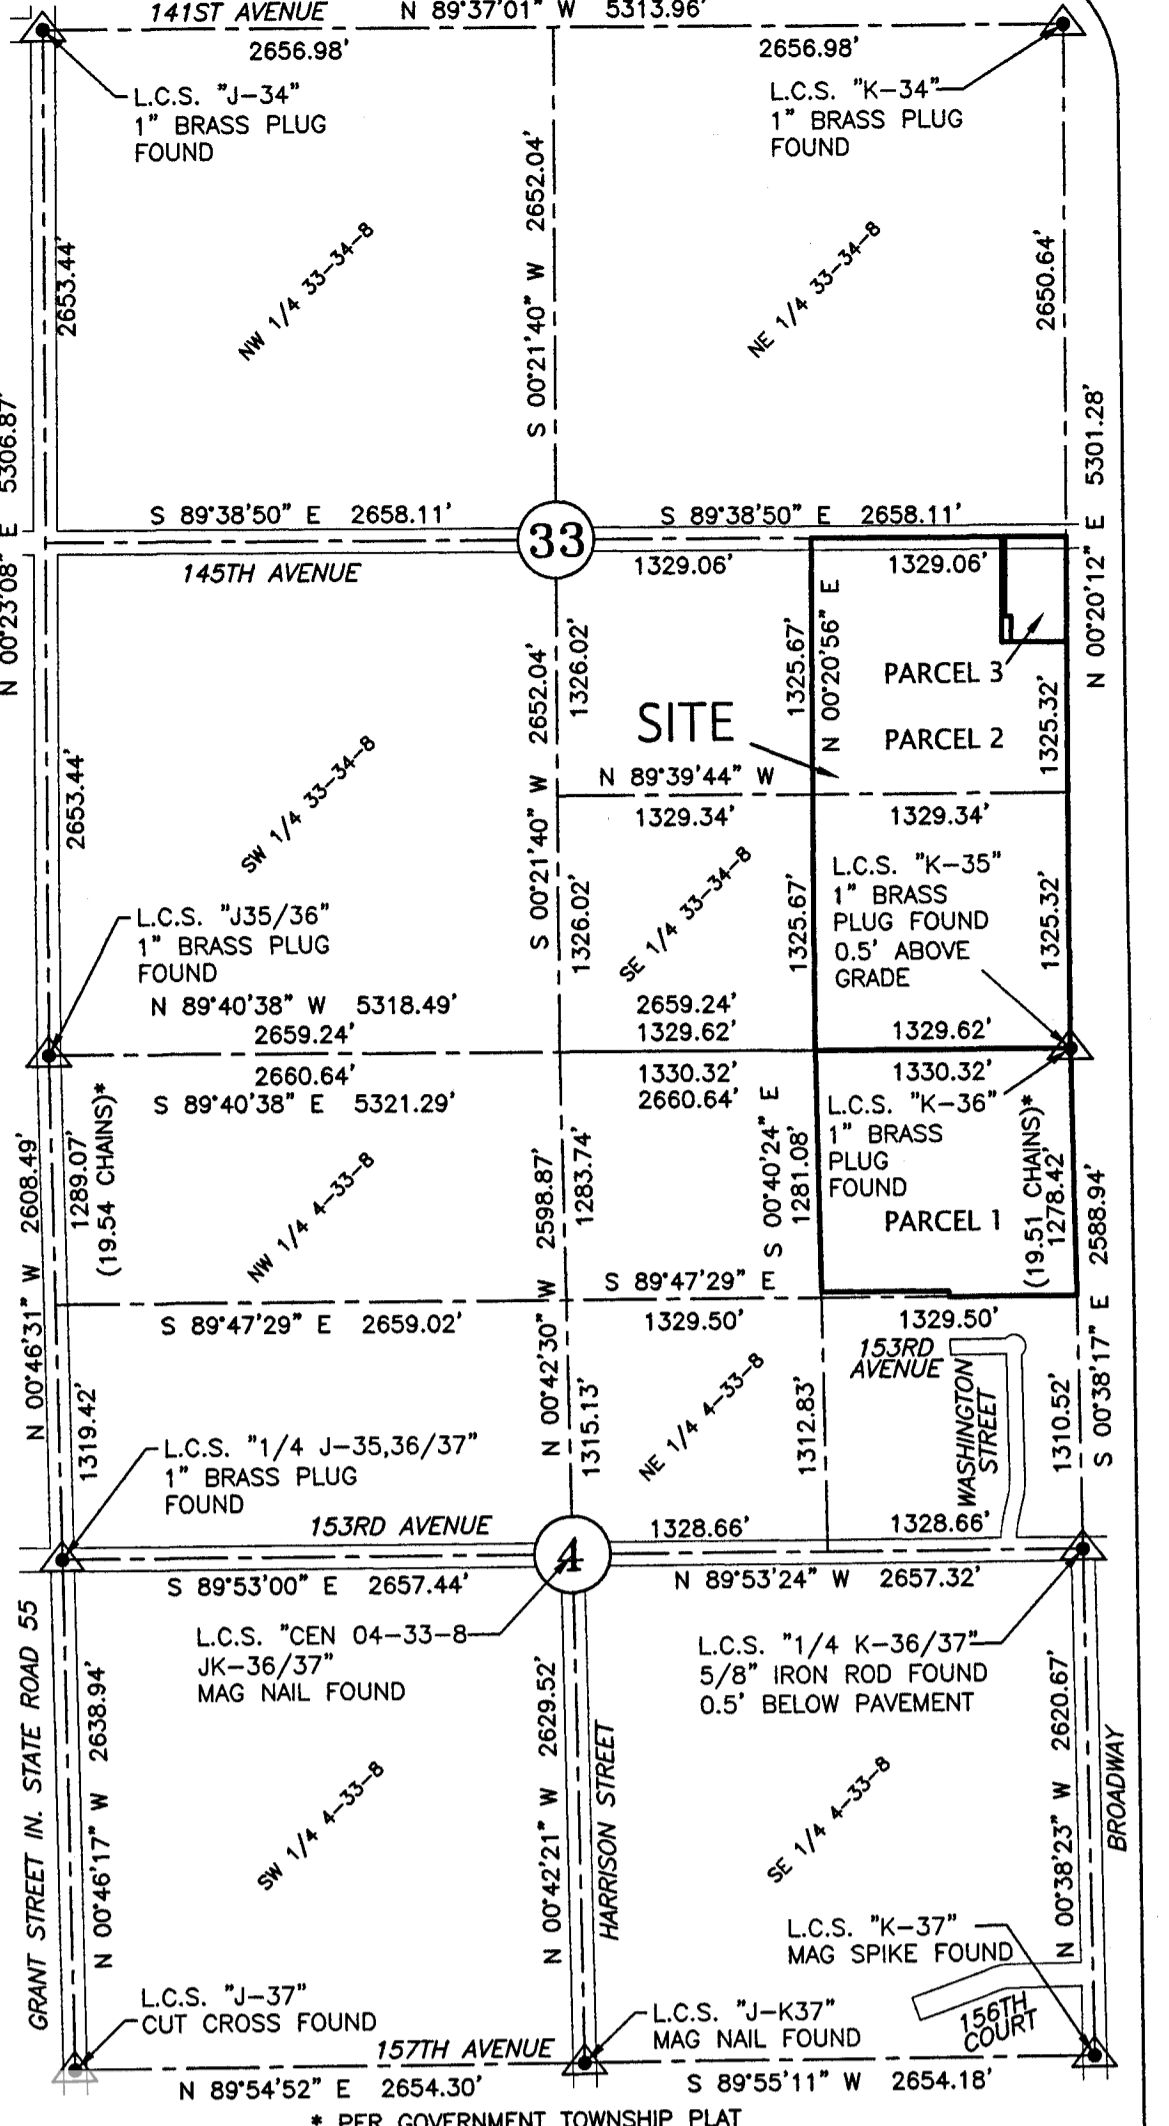 141ST AVENUE N 89°37'01" W 5313.96'
2656.98' 2656.98'
L.C.S. "J-34"
1" BRASS PLUG
FOUND
L.C.S. "K-34"
1" BRASS PLUG
FOUND
2653.44'
NW 1/4 33-34-8
S 00°21'40" W 2652.04'
NE 1/4 33-34-8
2650.64'
N 00°23'08" E 5306.87'
N 00°20'12" E 5301.28'
S 89°38'50" E 2658.11'
33
S 89°38'50" E 2658.11'
145TH AVENUE
1329.06' 1329.06'
2653.44'
SW 1/4 33-34-8
S 00°21'40" W 2652.04'
1326.02'
1325.67'
N 00°20'56" E
PARCEL 3
SITE
PARCEL 2
1325.32'
N 89°39'44" W
1329.34' 1329.34'
1326.02'
SE 1/4 33-34-8
1325.67'
L.C.S. "K-35"
1" BRASS
PLUG FOUND
0.5' ABOVE
GRADE
1325.32'
L.C.S. "J35/36"
1" BRASS PLUG
FOUND
N 89°40'38" W 5318.49'
2659.24' 2659.24'
1329.62' 1329.62'
2660.64' 1330.32' 1330.32'
S 89°40'38" E 5321.29' 2660.64'
N 00°46'31" W 2608.49'
1289.07'
(19.54 CHAINS)*
NW 1/4 4-33-8
N 00°42'30" W 2598.87'
1283.74'
S 00°40'24" E
1281.08'
L.C.S. "K-36"
1" BRASS
PLUG
FOUND
PARCEL 1
(19.51 CHAINS)*
1278.42'
S 00°38'17" E 2588.94'
S 89°47'29" E
S 89°47'29" E 2659.02'
1329.50' 1329.50'
153RD
AVENUE
WASHINGTON
STREET
1319.42'
1315.13'
NE 1/4 4-33-8
1312.83'
1310.52'
L.C.S. "1/4 J-35,36/37"
1" BRASS PLUG
FOUND
153RD AVENUE
1328.66' 1328.66'
4
S 89°53'00" E 2657.44'
N 89°53'24" W 2657.32'
L.C.S. "CEN 04-33-8
JK-36/37"
MAG NAIL FOUND
L.C.S. "1/4 K-36/37"
5/8" IRON ROD FOUND
0.5' BELOW PAVEMENT
GRANT STREET IN. STATE ROAD 55
N 00°46'17" W 2638.94'
SW 1/4 4-33-8
N 00°42'21" W 2629.52'
HARRISON STREET
SE 1/4 4-33-8
N 00°38'23" W 2620.67'
BROADWAY
L.C.S. "K-37"
MAG SPIKE FOUND
156TH
COURT
L.C.S. "J-37"
CUT CROSS FOUND
L.C.S. "J-K37"
MAG NAIL FOUND
157TH AVENUE
N 89°54'52" E 2654.30'
S 89°55'11" W 2654.18'
* PER GOVERNMENT TOWNSHIP PLAT